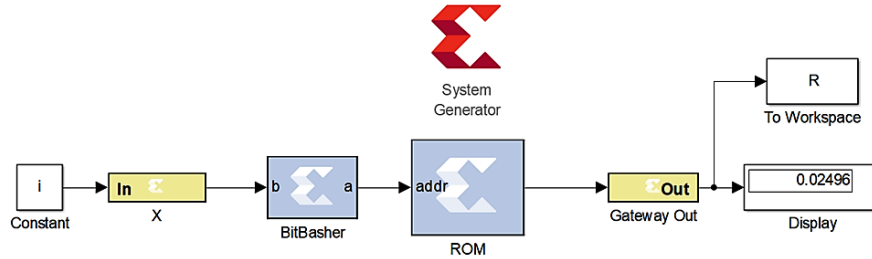 System
Generator
R
To Workspace
i
Constant
In
X
b
a
BitBasher
addr
ROM
Out
Gateway Out
0.02496
Display